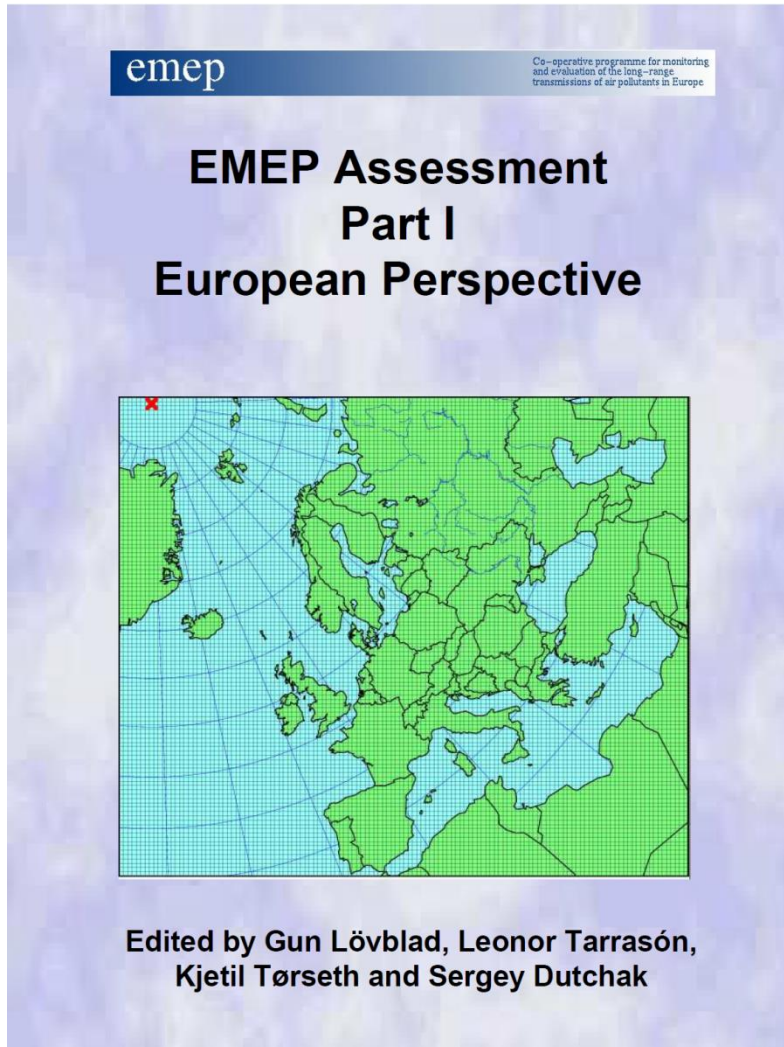 emep
Co-operative programme for monitoring
and evaluation of the long-range
transmissions of air pollutants in Europe
EMEP Assessment
Part I
European Perspective
Edited by Gun Lövblad, Leonor Tarrasón,
Kjetil Tørseth and Sergey Dutchak